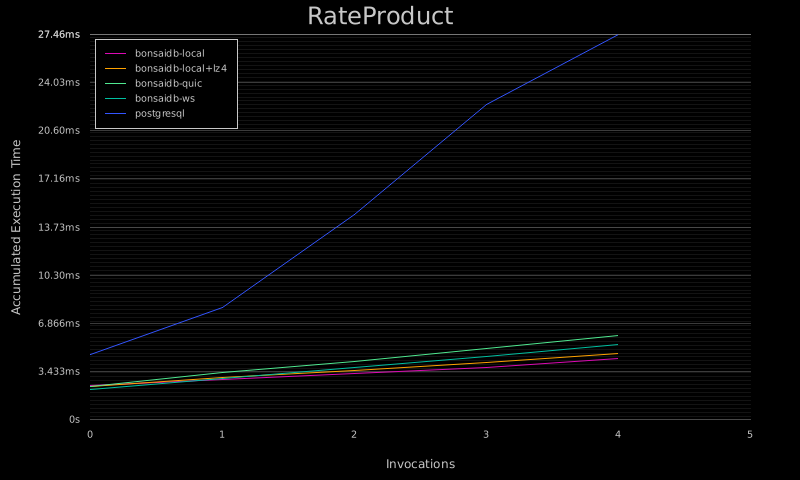 RateProduct
27.46ms
24.03ms
20.60ms
17.16ms
13.73ms
10.30ms
6.866ms
3.433ms
0s
bonsaidb-local
bonsaidb-local+lz4
bonsaidb-quic
bonsaidb-ws
postgresql
Accumulated Execution Time
0 1 2 3 4 5
Invocations